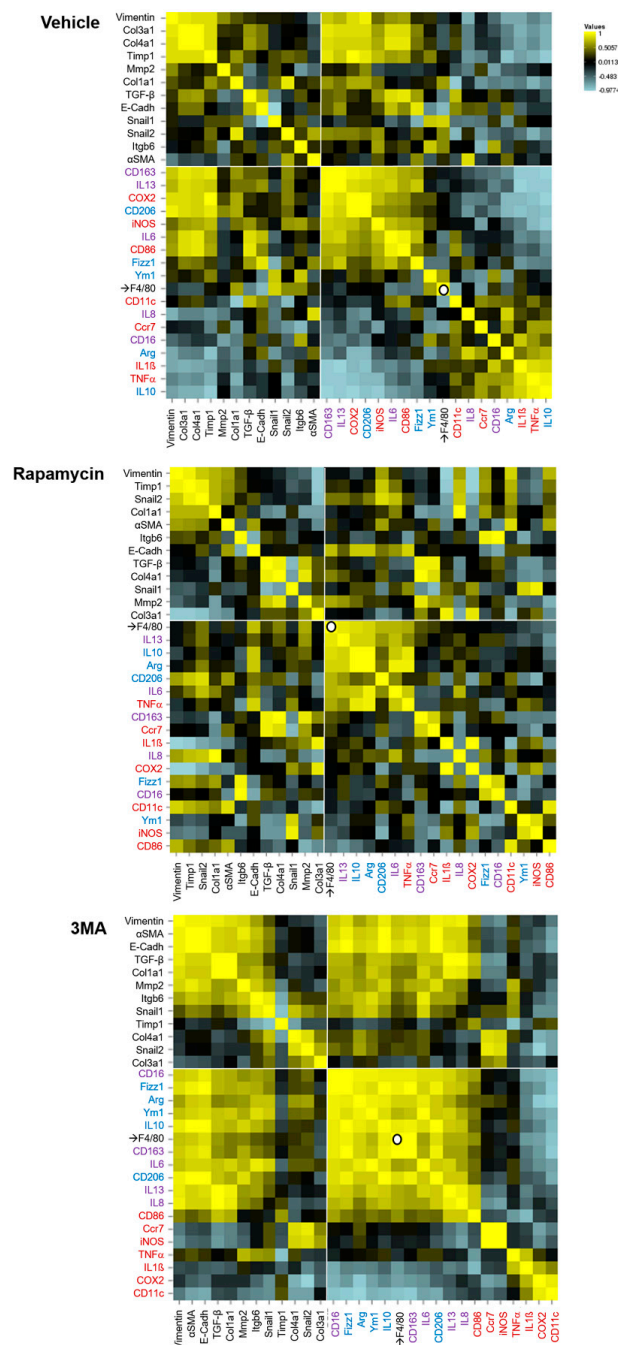 Vehicle
Values
1
0.5057
0.0113
-0.483
-0.9774
Vimentin
Col3a1
Col4a1
Timp1
Mmp2
Col1a1
TGF-β
E-Cadh
Snail1
Snail2
Itgb6
αSMA
CD163
IL13
COX2
CD206
iNOS
IL6
CD86
Fizz1
Ym1
→F4/80
CD11c
IL8
Ccr7
CD16
Arg
IL1ß
TNFα
IL10
Vimentin Col3a1 Col4a1 Timp1 Mmp2 Col1a1 TGF-β E-Cadh Snail1 Snail2 Itgb6 αSMA CD163 IL13 COX2 CD206 iNOS IL6 CD86 Fizz1 Ym1 →F4/80 CD11c IL8 Ccr7 CD16 Arg IL1ß TNFα IL10
Rapamycin
Vimentin
Timp1
Snail2
Col1a1
αSMA
Itgb6
E-Cadh
TGF-β
Col4a1
Snail1
Mmp2
Col3a1
→F4/80
IL13
IL10
Arg
CD206
IL6
TNFα
CD163
Ccr7
IL1ß
IL8
COX2
Fizz1
CD16
CD11c
Ym1
iNOS
CD86
Vimentin Timp1 Snail2 Col1a1 αSMA Itgb6 E-Cadh TGF-β Col4a1 Snail1 Mmp2 Col3a1 →F4/80 IL13 IL10 Arg CD206 IL6 TNFα CD163 Ccr7 IL1ß IL8 COX2 Fizz1 CD16 CD11c Ym1 iNOS CD86
3MA
Vimentin
αSMA
E-Cadh
TGF-β
Col1a1
Mmp2
Itgb6
Snail1
Timp1
Col4a1
Snail2
Col3a1
CD16
Fizz1
Arg
Ym1
IL10
→F4/80
CD163
IL6
CD206
IL13
IL8
CD86
Ccr7
iNOS
TNFα
IL1ß
COX2
CD11c
Vimentin αSMA E-Cadh TGF-β Col1a1 Mmp2 Itgb6 Snail1 Timp1 Col4a1 Snail2 Col3a1 CD16 Fizz1 Arg Ym1 IL10 →F4/80 CD163 IL6 CD206 IL13 IL8 CD86 Ccr7 iNOS TNFα IL1ß COX2 CD11c